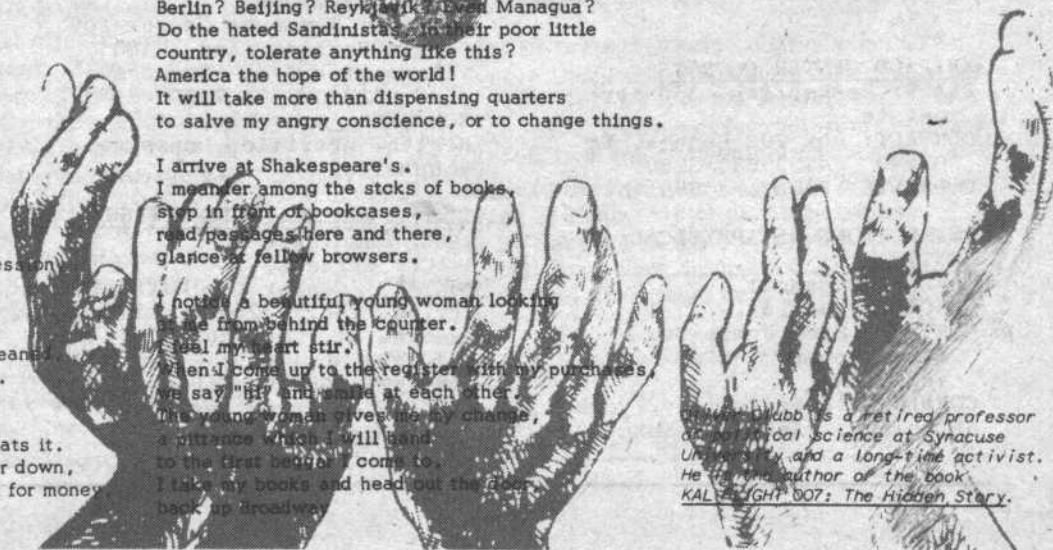 Berlin? Beijing? Reykjavik? Even Managua?
Do the hated Sandinistas, in their poor little
country, tolerate anything like this?
America the hope of the world!
It will take more than dispensing quarters
to salve my angry conscience, or to change things.
I arrive at Shakespeare's.
I meander among the stcks of books,
stop in front of bookcases,
read passages here and there,
glance at fellow browsers.
I notice a beautiful young woman looking
at me from behind the counter.
I feel my heart stir.
When I come up to the register with my purchases,
we say "hi" and smile at each other.
The young woman gives me my change,
a pittance which I will hand
to the first beggar I come to.
I take my books and head out the door,
back up Broadway
ession,
eaned,
ats it.
r down,
for money.
Oliver Clubb is a retired professor
of political science at Synacuse
University and a long-time activist.
He is the author of the book
KAL FLIGHT 007: The Hidden Story.